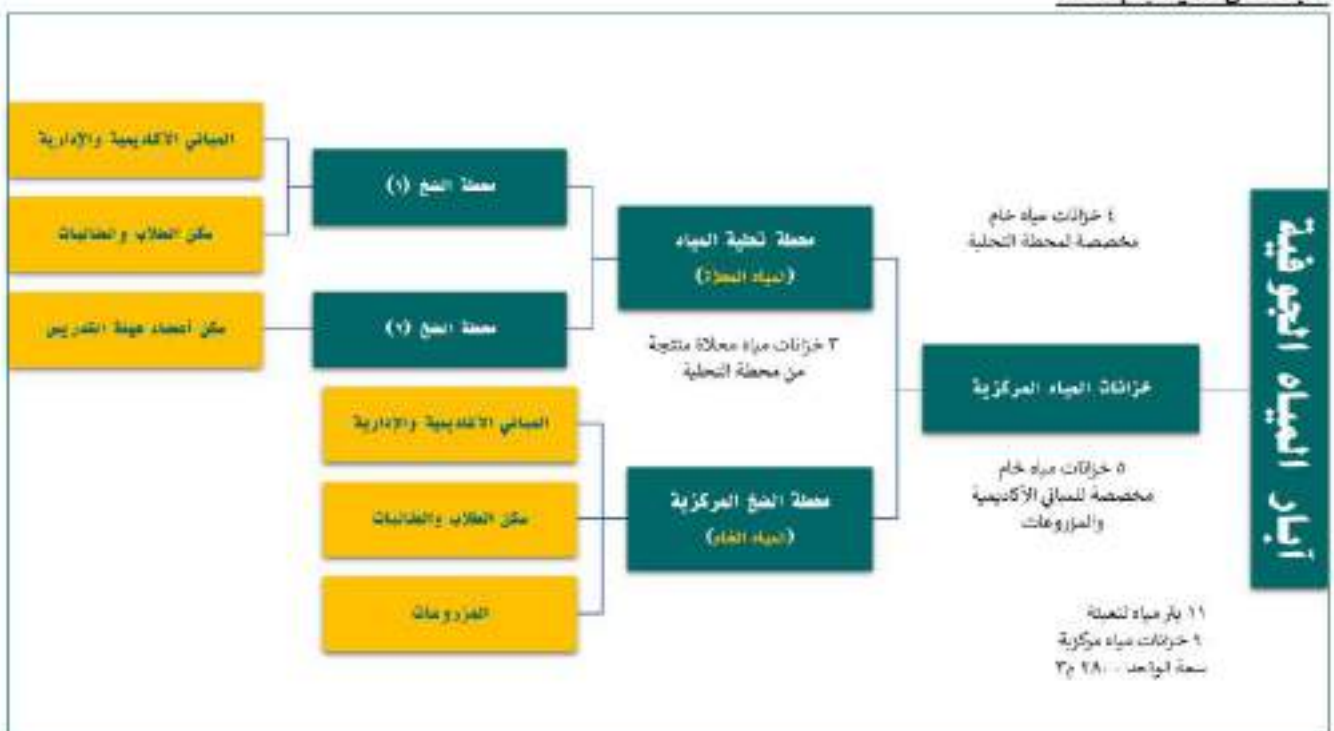 آبار المياه الجوفية
خزانات المياه المركزية
٤ خزانات مياه خام
مخصصة لمحطة التحلية
٥ خزانات مياه خام
مخصصة للمباني الأكاديمية
والمزروعات
١١ بئر مياه لتعبئة
٩ خزانات مياه مركزية
سعة الواحد ٢٨٠٠ م٣
محطة تحلية المياه
(المياه المحلاة)
٣ خزانات مياه محلاة منتجة
من محطة التحلية
محطة الضخ المركزية
(المياه الخام)
محطة الضخ (١)
محطة الضخ (٢)
المباني الأكاديمية والإدارية
سكن الطلاب والطالبات
سكن أعضاء هيئة التدريس
المباني الأكاديمية والإدارية
سكن الطلاب والطالبات
المزروعات